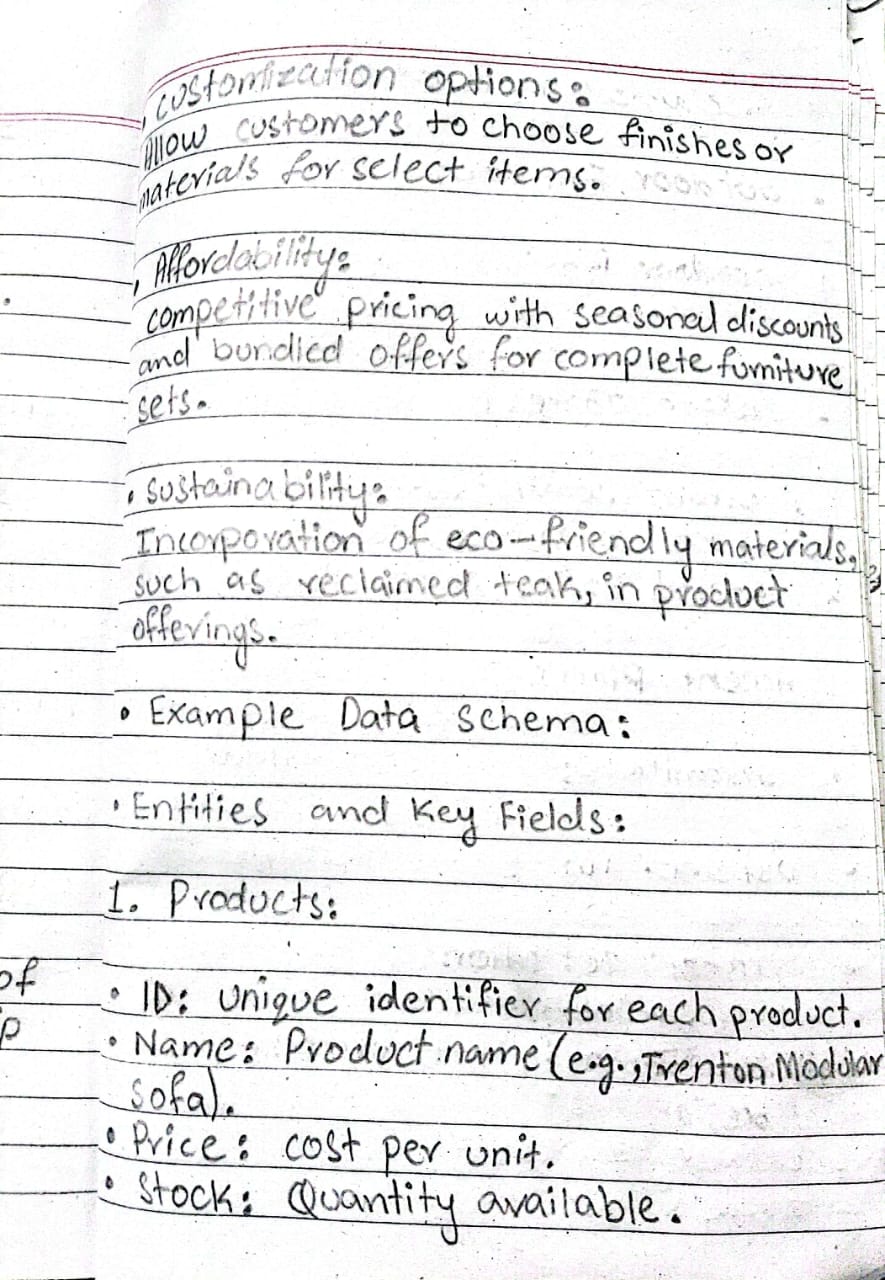 • customization options:
Allow customers to choose finishes or
materials for select items.
• Affordability:
competitive pricing with seasonal discounts
and bundled offers for complete furniture
sets.
• sustainability:
Incorporation of eco-friendly materials,
such as reclaimed teak, in product
offerings.
• Example Data schema:
• Entities and Key Fields:
1. Products:
of
• ID: unique identifier for each product.
• Name: Product name (e.g., Trenton Modular
sofa).
• Price: cost per unit.
• Stock: Quantity available.